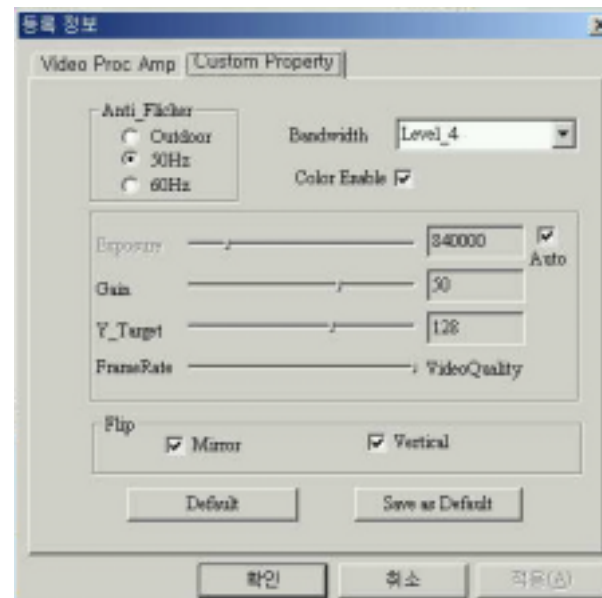 등록 정보
Video Proc Amp
Custom Property
Anti_Flicher
Outdoor
50Hz
60Hz
Bandwidth
Level_4
Color Enable
Exposure
840000
Auto
Gain
50
Y_Target
128
FrameRate
VideoQuality
Flip
Mirror
Vertical
Default
Save as Default
확인
취소
적용(A)